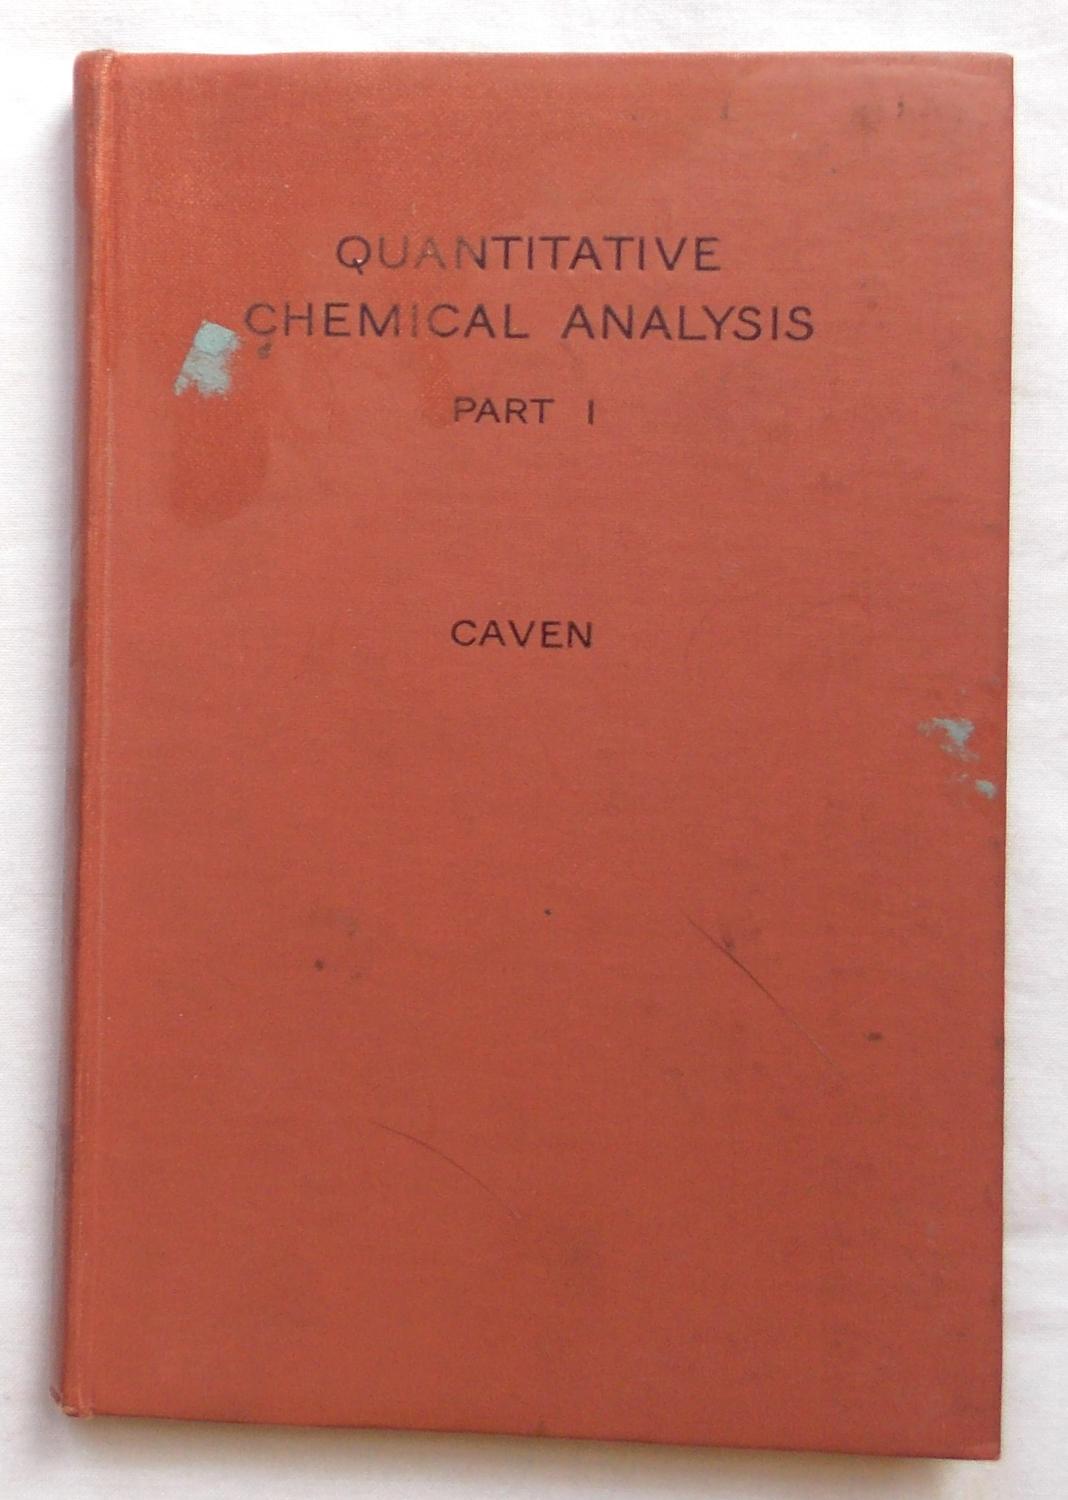 QUANTITATIVE
CHEMICAL ANALYSIS
PART I
CAVEN